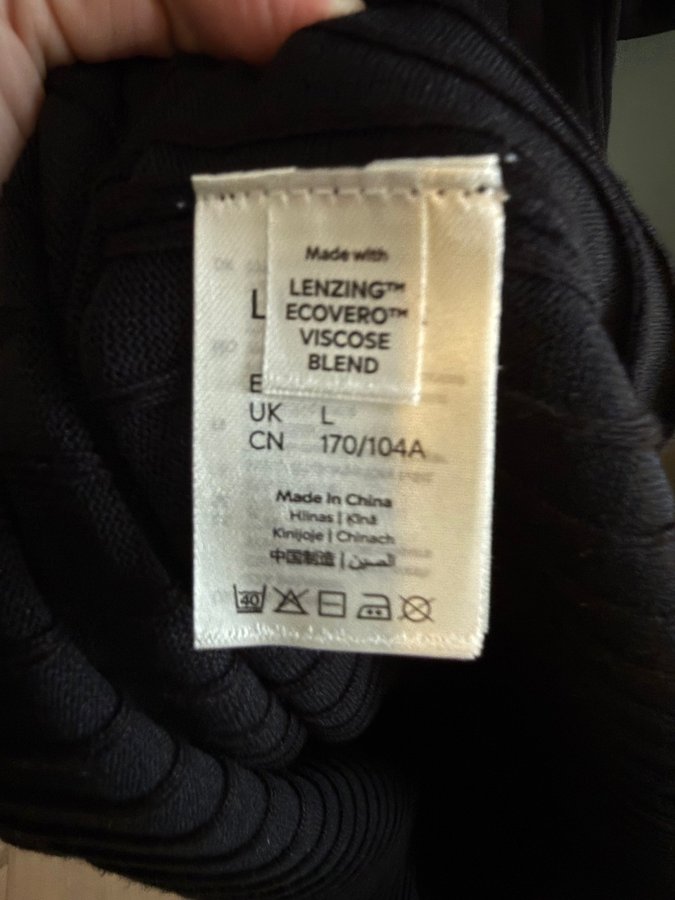 Made with
LENZING™
ECOVERO™
VISCOSE
BLEND
L
E
UK L
CN 170/104A
Made In China
Hiinas | Ķīnā
Kinijoje | Chinach
中国制造 | الصين
40